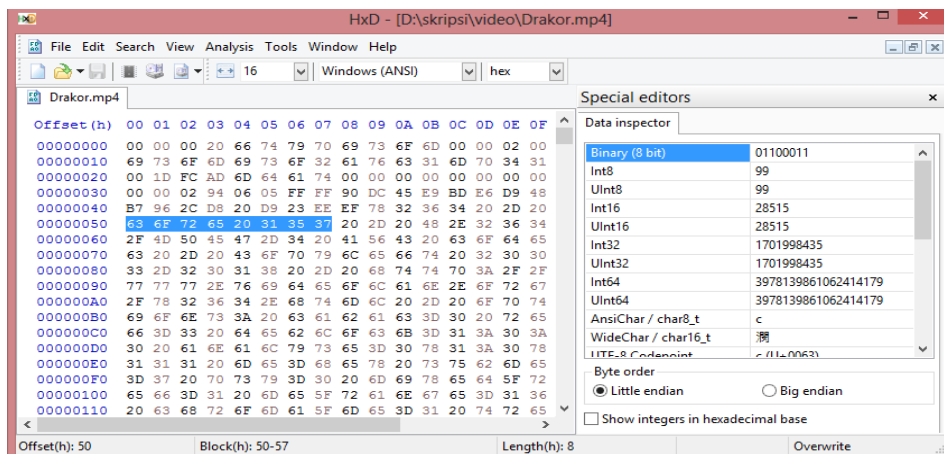 HxD - [D:\skripsi\video\Drakor.mp4]
File Edit Search View Analysis Tools Window Help
16 Windows (ANSI) hex
Drakor.mp4
Offset(h) 00 01 02 03 04 05 06 07 08 09 0A 0B 0C 0D 0E 0F
00000000 00 00 00 20 66 74 79 70 69 73 6F 6D 00 00 02 00
00000010 69 73 6F 6D 69 73 6F 32 61 76 63 31 6D 70 34 31
00000020 00 1D FC AD 6D 64 61 74 00 00 00 00 00 00 00 00
00000030 00 00 02 94 06 05 FF FF 90 DC 45 E9 BD E6 D9 48
00000040 B7 96 2C D8 20 D9 23 EE EF 78 32 36 34 20 2D 20
00000050 63 6F 72 65 20 31 35 37 20 2D 20 48 2E 32 36 34
00000060 2F 4D 50 45 47 2D 34 20 41 56 43 20 63 6F 64 65
00000070 63 20 2D 20 43 6F 70 79 6C 65 66 74 20 32 30 30
00000080 33 2D 32 30 31 38 20 2D 20 68 74 74 70 3A 2F 2F
00000090 77 77 77 2E 76 69 64 65 6F 6C 61 6E 2E 6F 72 67
000000A0 2F 78 32 36 34 2E 68 74 6D 6C 20 2D 20 6F 70 74
000000B0 69 6F 6E 73 3A 20 63 61 62 61 63 3D 30 20 72 65
000000C0 66 3D 33 20 64 65 62 6C 6F 63 6B 3D 31 3A 30 3A
000000D0 30 20 61 6E 61 6C 79 73 65 3D 30 78 31 3A 30 78
000000E0 31 31 31 20 6D 65 3D 68 65 78 20 73 75 62 6D 65
000000F0 3D 37 20 70 73 79 3D 30 20 6D 69 78 65 64 5F 72
00000100 65 66 3D 31 20 6D 65 5F 72 61 6E 67 65 3D 31 36
00000110 20 63 68 72 6F 6D 61 5F 6D 65 3D 31 20 74 72 65
Special editors
Data inspector
Binary (8 bit) 01100011
Int8 99
UInt8 99
Int16 28515
UInt16 28515
Int32 1701998435
UInt32 1701998435
Int64 3978139861062414179
UInt64 3978139861062414179
AnsiChar / char8_t c
WideChar / char16_t 潣
UTF-8 Codepoint c (U+0063)
Byte order
Little endian Big endian
Show integers in hexadecimal base
Offset(h): 50 Block(h): 50-57 Length(h): 8 Overwrite